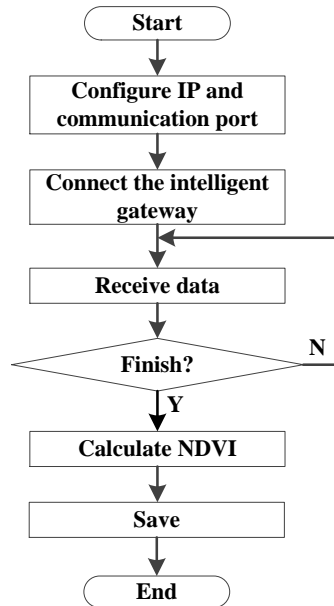 Start
Configure IP and
communication port
Connect the intelligent
gateway
Receive data
Finish?
N
Y
Calculate NDVI
Save
End